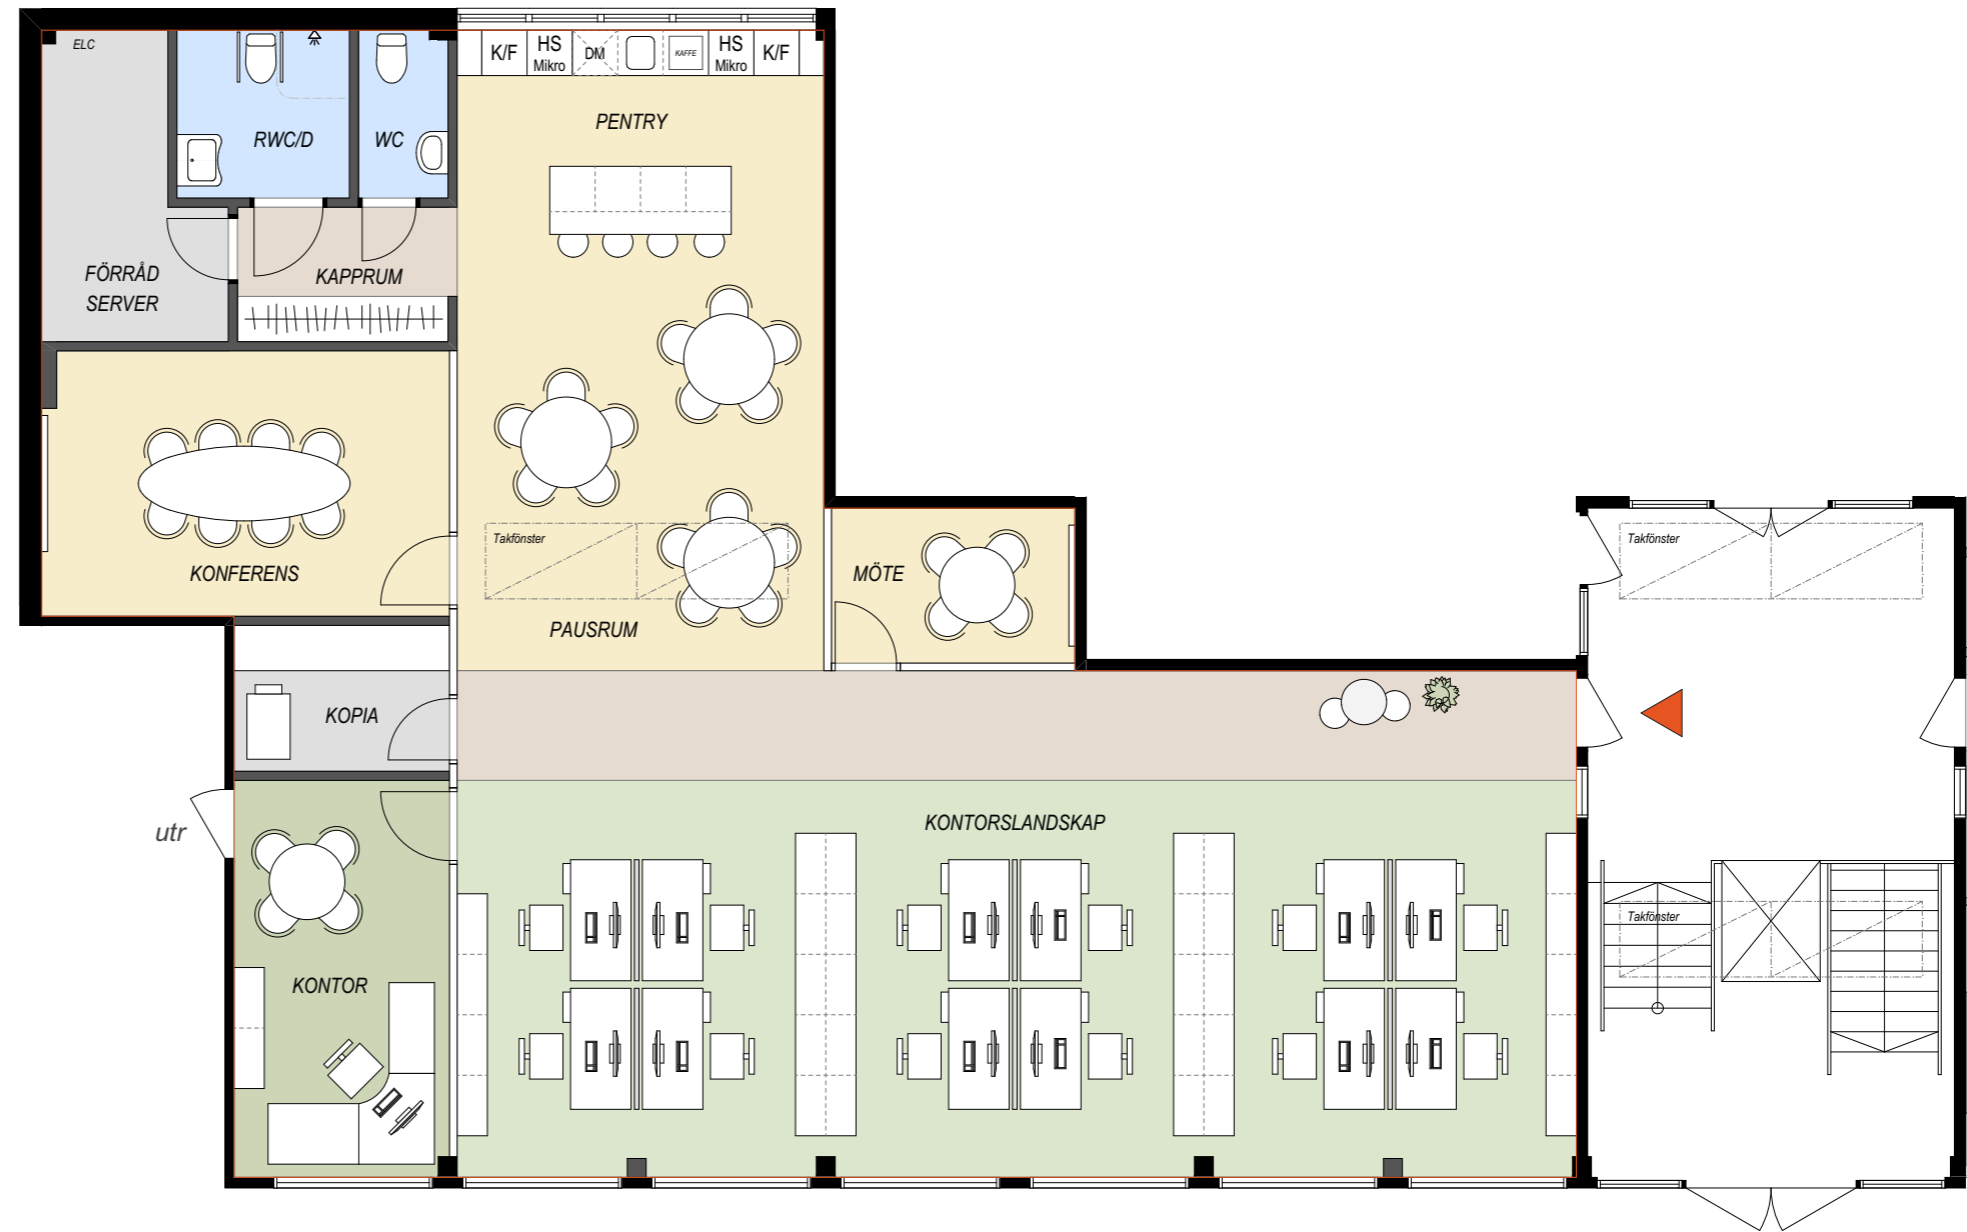 ELC
K/F
HS
Mikro
DM
KAFFE
HS
Mikro
K/F
PENTRY
RWC/D
WC
FÖRRÅD
SERVER
KAPPRUM
Takfönster
Takfönster
KONFERENS
MÖTE
PAUSRUM
KOPIA
utr
KONTORSLANDSKAP
Takfönster
KONTOR